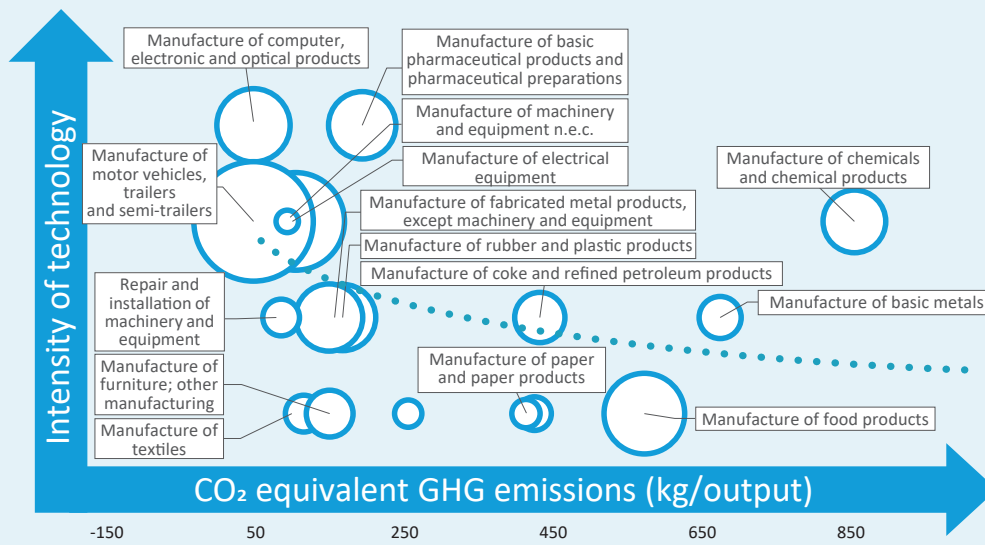 Intensity of technology
Manufacture of computer,
electronic and optical products
Manufacture of basic
pharmaceutical products and
pharmaceutical preparations
Manufacture of machinery
and equipment n.e.c.
Manufacture of electrical
equipment
Manufacture of
motor vehicles,
trailers
and semi-trailers
Manufacture of chemicals
and chemical products
Manufacture of fabricated metal products,
except machinery and equipment
Manufacture of rubber and plastic products
Manufacture of coke and refined petroleum products
Repair and
installation of
machinery and
equipment
Manufacture of basic metals
Manufacture of paper
and paper products
Manufacture of
furniture; other
manufacturing
Manufacture of food products
Manufacture of
textiles
CO₂ equivalent GHG emissions (kg/output)
-150 50 250 450 650 850